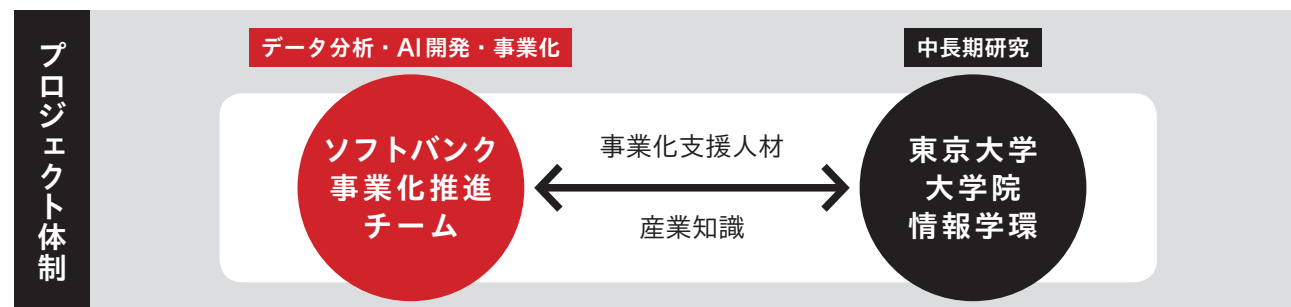 プロジェクト体制
データ分析・AI開発・事業化
ソフトバンク
事業化推進
チーム
事業化支援人材
産業知識
中長期研究
東京大学
大学院
情報学環